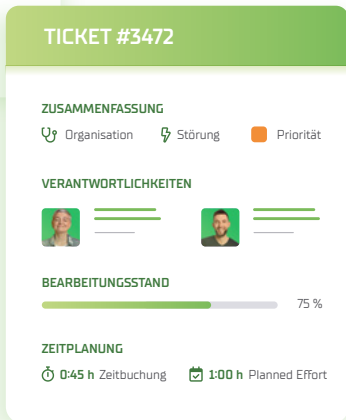 TICKET #3472
ZUSAMMENFASSUNG
Organisation Störung Priorität
VERANTWORTLICHKEITEN
BEARBEITUNGSSTAND
75 %
ZEITPLANUNG
0:45 h Zeitbuchung 1:00 h Planned Effort